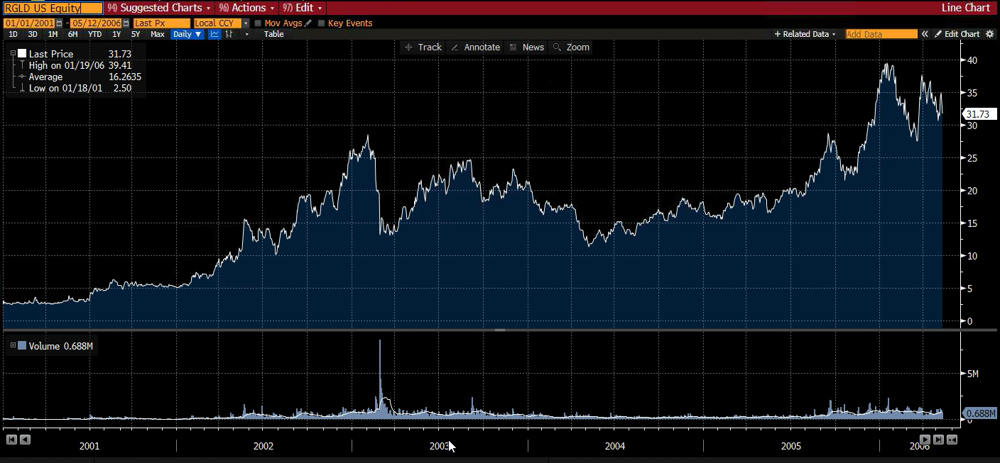 RGLD US Equity 94) Suggested Charts 96) Actions 97) Edit Line Chart
01/01/2001 - 05/12/2006 Last Px Local CCY Mov Avgs Key Events
1D 3D 1M 6M YTD 1Y 5Y Max Daily ▼ Table + Related Data Add Data « Edit Chart
Track Annotate News Zoom
Last Price 31.73
High on 01/19/06 39.41
Average 16.2635
Low on 01/18/01 2.50
40
35
31.73
30
25
20
15
10
5
0
Volume 0.688M
5M
0.688M
0
2001 2002 2003 2004 2005 2006